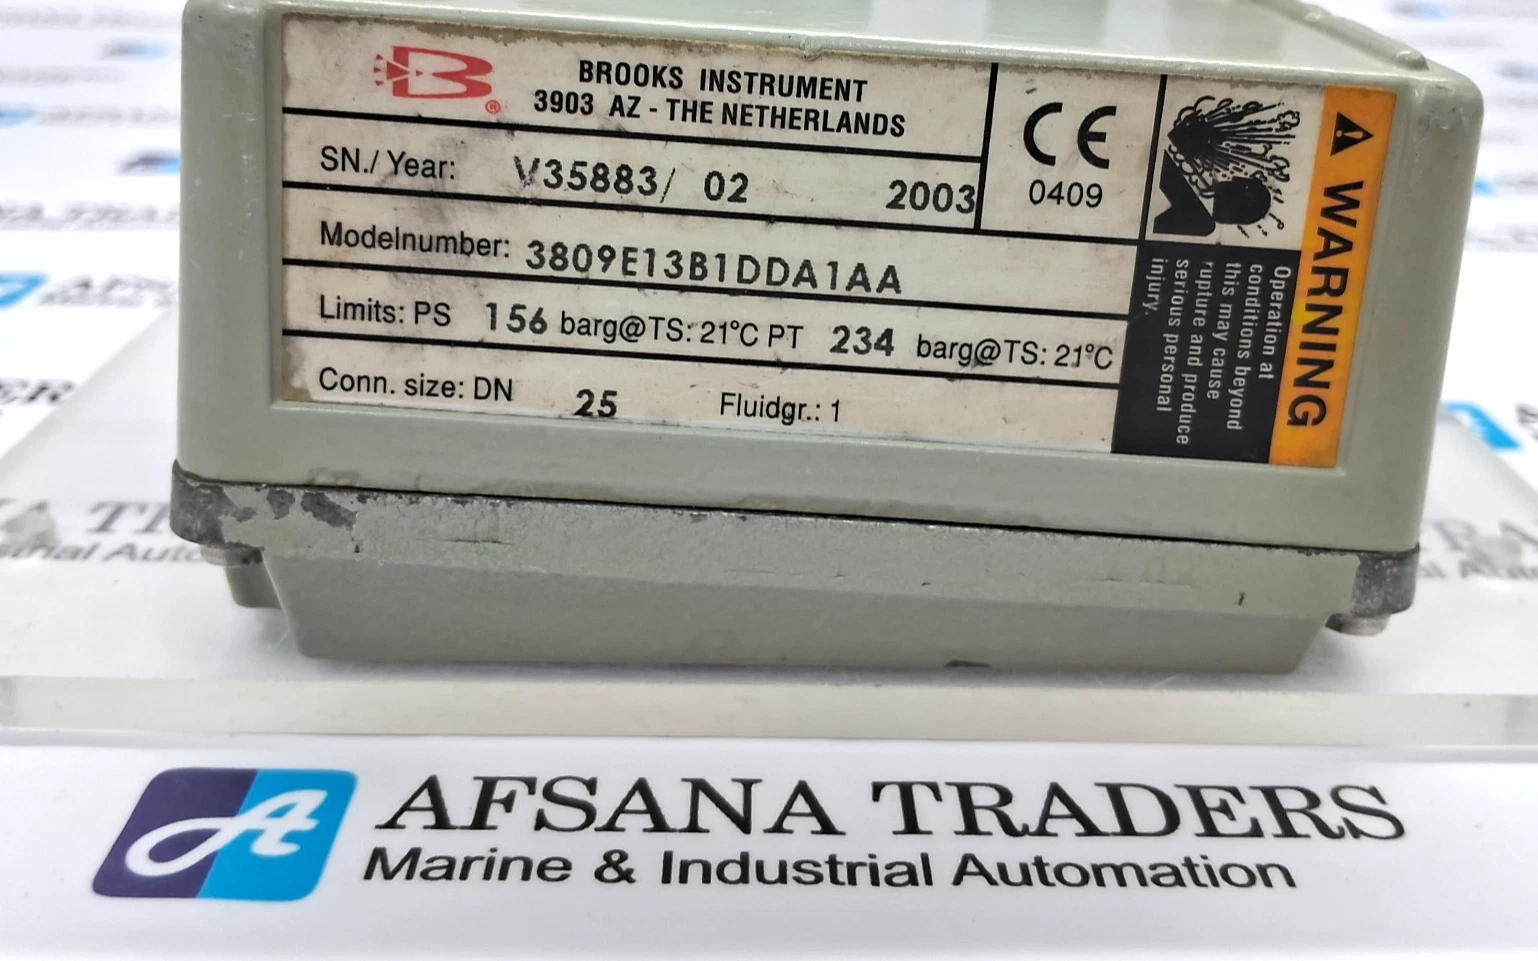 BROOKS INSTRUMENT
3903 AZ - THE NETHERLANDS
SN./ Year: V35883/ 02 2003
CE
0409
Modelnumber: 3809E13B1DDA1AA
Limits: PS 156 barg@TS: 21°C PT 234 barg@TS: 21°C
Conn. size: DN 25 Fluidgr.: 1
WARNING
Operation at
conditions beyond
this may cause
rupture and produce
serious personal
injury.
AFSANA TRADERS
Marine & Industrial Automation